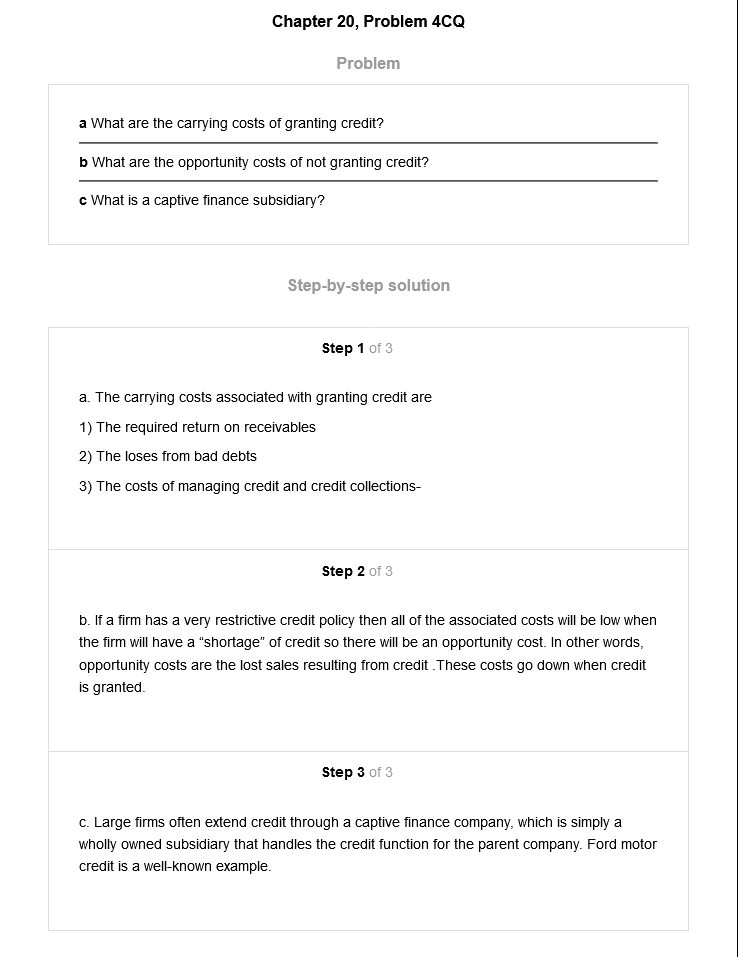 Chapter 20, Problem 4CQ
Problem
a What are the carrying costs of granting credit?
b What are the opportunity costs of not granting credit?
c What is a captive finance subsidiary?
Step-by-step solution
Step 1 of 3
a. The carrying costs associated with granting credit are
1) The required return on receivables
2) The loses from bad debts
3) The costs of managing credit and credit collections-
Step 2 of 3
b. If a firm has a very restrictive credit policy then all of the associated costs will be low when
the firm will have a “shortage” of credit so there will be an opportunity cost. In other words,
opportunity costs are the lost sales resulting from credit .These costs go down when credit
is granted.
Step 3 of 3
c. Large firms often extend credit through a captive finance company, which is simply a
wholly owned subsidiary that handles the credit function for the parent company. Ford motor
credit is a well-known example.